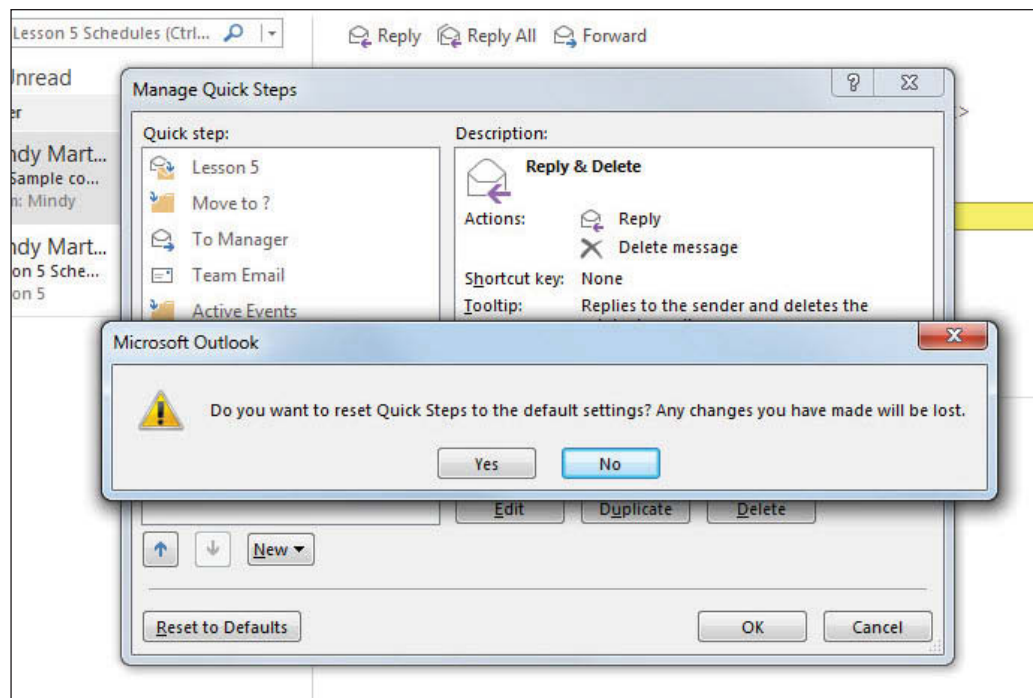 Lesson 5 Schedules (Ctrl...
Reply Reply All Forward
Unread
er
ndy Mart...
Sample co...
n: Mindy
ndy Mart...
on 5 Sche...
on 5
>
Manage Quick Steps
?
Quick step:
Lesson 5
Move to ?
To Manager
Team Email
Active Events
Description:
Reply & Delete
Actions: Reply
Delete message
Shortcut key: None
Tooltip: Replies to the sender and deletes the
Microsoft Outlook
Do you want to reset Quick Steps to the default settings? Any changes you have made will be lost.
Yes No
Edit Duplicate Delete
New
Reset to Defaults OK Cancel